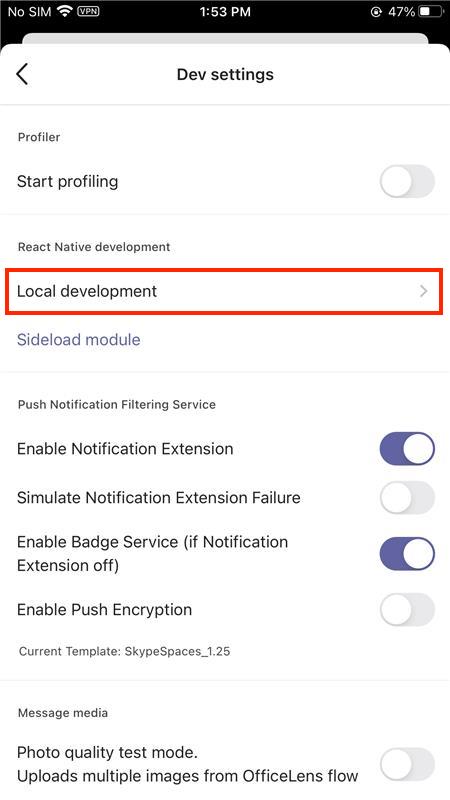 No SIM VPN 1:53 PM 47%
Dev settings
Profiler
Start profiling
React Native development
Local development
Sideload module
Push Notification Filtering Service
Enable Notification Extension
Simulate Notification Extension Failure
Enable Badge Service (if Notification
Extension off)
Enable Push Encryption
Current Template: SkypeSpaces_1.25
Message media
Photo quality test mode.
Uploads multiple images from OfficeLens flow